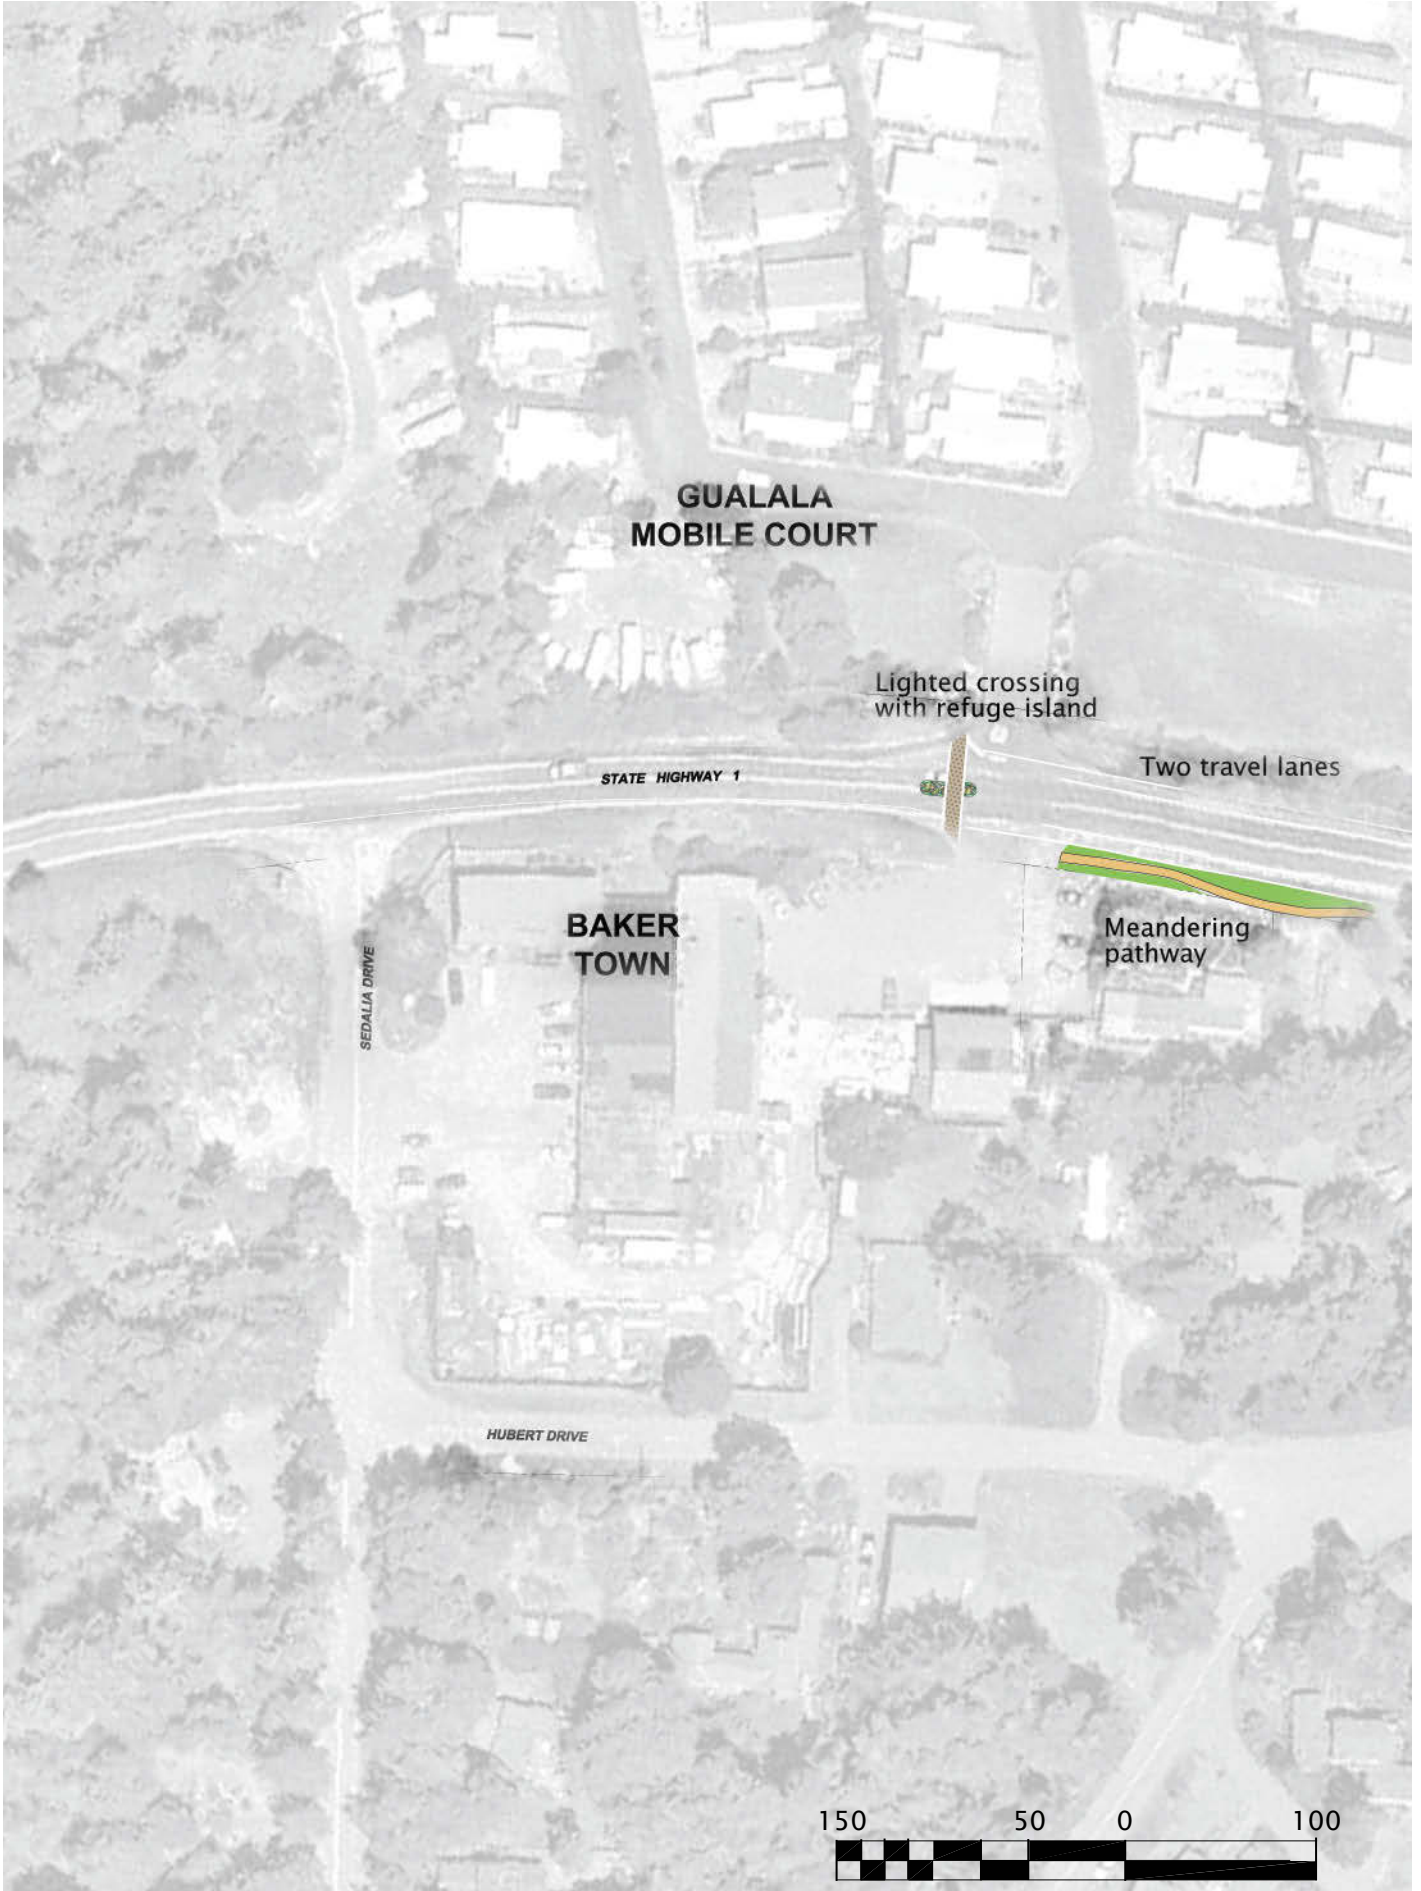 GUALALA
MOBILE COURT
Lighted crossing
with refuge island
Two travel lanes
STATE HIGHWAY 1
BAKER
TOWN
Meandering
pathway
SEDALIA DRIVE
HUBERT DRIVE
150 50 0 100